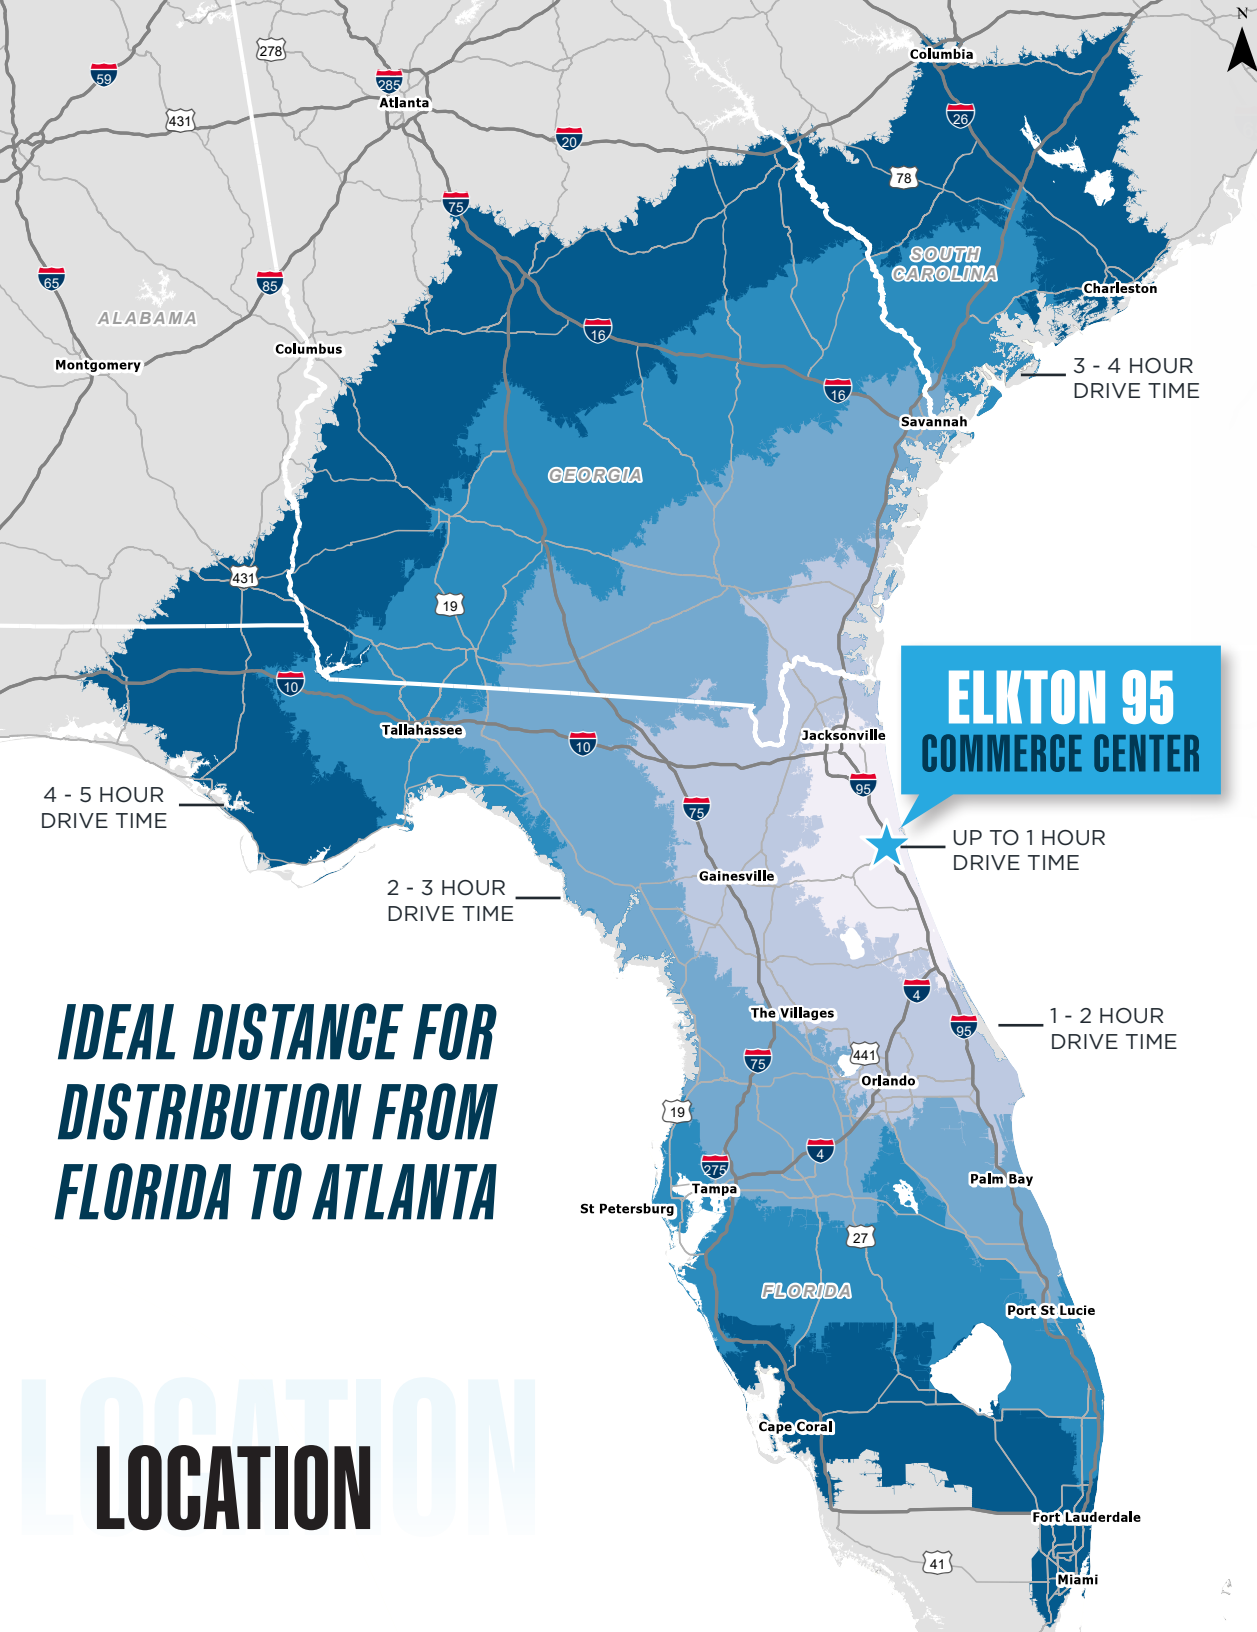 N
Columbia
59
278
285
Atlanta
431
26
20
78
75
SOUTH
CAROLINA
65
85
Charleston
ALABAMA
16
Columbus
Montgomery
3 - 4 HOUR
DRIVE TIME
16
Savannah
GEORGIA
431
19
10
ELKTON 95
COMMERCE CENTER
Tallahassee
10
Jacksonville
95
4 - 5 HOUR
DRIVE TIME
75
UP TO 1 HOUR
DRIVE TIME
Gainesville
2 - 3 HOUR
DRIVE TIME
4
IDEAL DISTANCE FOR
DISTRIBUTION FROM
FLORIDA TO ATLANTA
The Villages
95
1 - 2 HOUR
DRIVE TIME
75
441
Orlando
19
4
275
Tampa
Palm Bay
St Petersburg
27
FLORIDA
Port St Lucie
LOCATION
Cape Coral
LOCATION
Fort Lauderdale
41
Miami